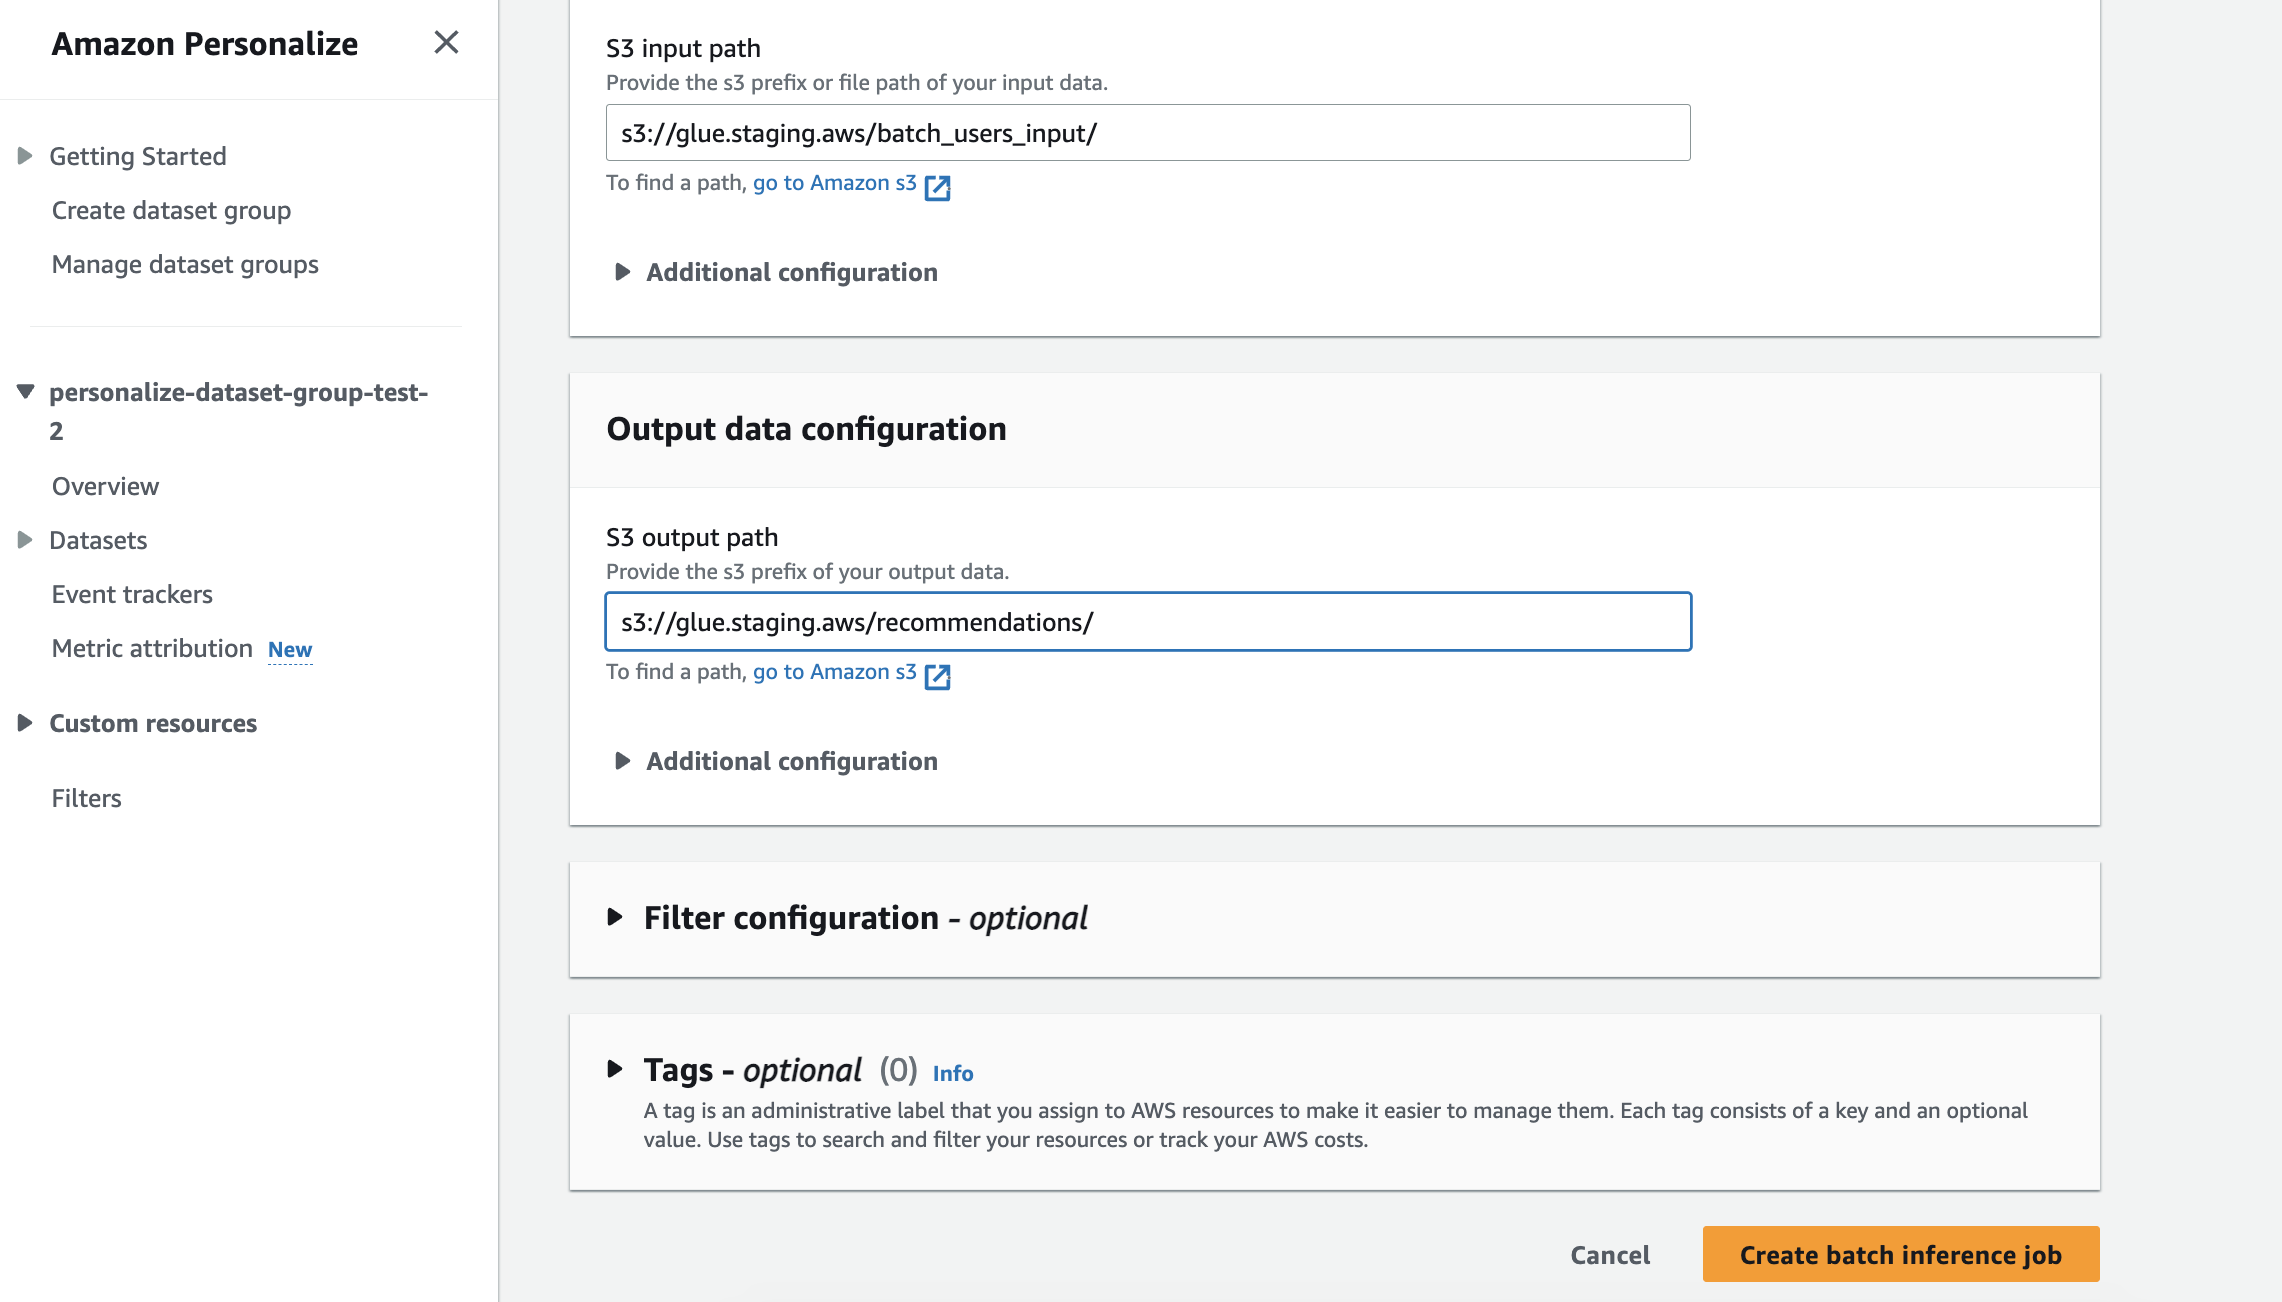 Amazon Personalize
Getting Started
Create dataset group
Manage dataset groups
personalize-dataset-group-test-
2
Overview
Datasets
Event trackers
Metric attribution New
Custom resources
Filters
S3 input path
Provide the s3 prefix or file path of your input data.
s3://glue.staging.aws/batch_users_input/
To find a path, go to Amazon s3
Additional configuration
Output data configuration
S3 output path
Provide the s3 prefix of your output data.
s3://glue.staging.aws/recommendations/
To find a path, go to Amazon s3
Additional configuration
Filter configuration - optional
Tags - optional (0) Info
A tag is an administrative label that you assign to AWS resources to make it easier to manage them. Each tag consists of a key and an optional
value. Use tags to search and filter your resources or track your AWS costs.
Cancel
Create batch inference job